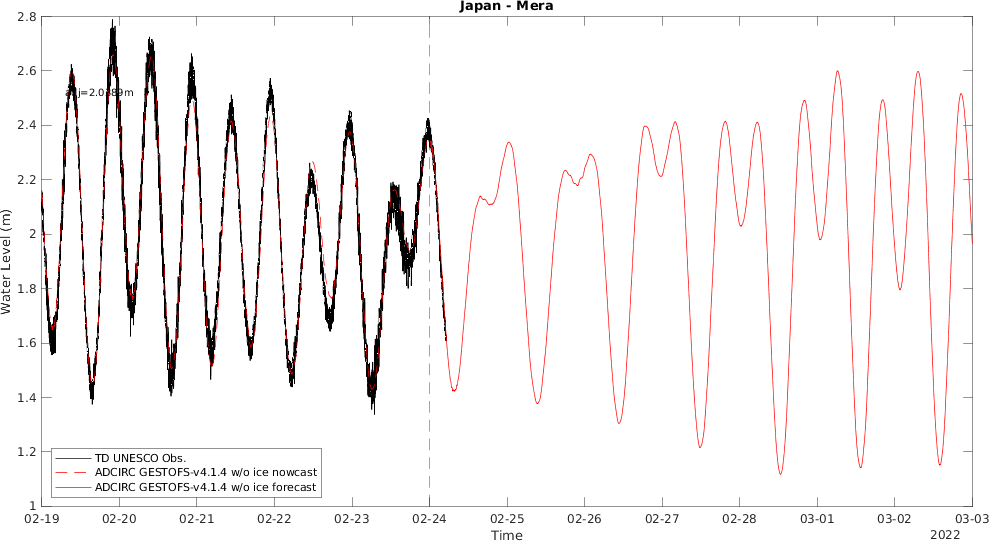 Japan - Mera
2.8
2.6
2.4
2.2
2
1.8
1.6
1.4
1.2
1
Water Level (m)
TD UNESCO Obs.
ADCIRC GESTOFS-v4.1.4 w/o ice nowcast
ADCIRC GESTOFS-v4.1.4 w/o ice forecast
02-19 02-20 02-21 02-22 02-23 02-24 02-25 02-26 02-27 02-28 03-01 03-02 03-03
Time
2022